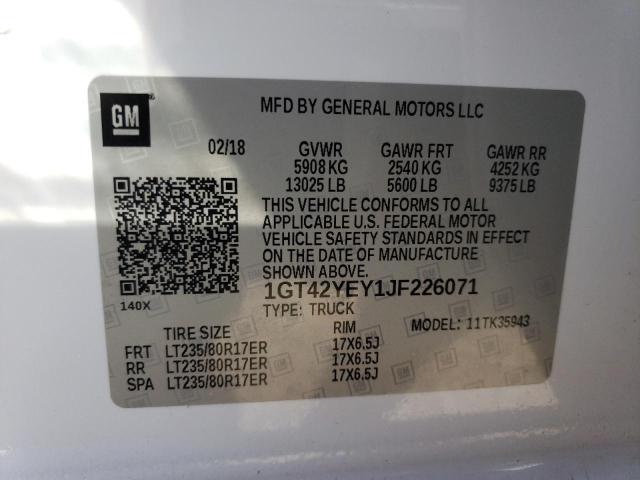 GM ®
MFD BY GENERAL MOTORS LLC
02/18 GVWR GAWR FRT GAWR RR
5908 KG 2540 KG 4252 KG
13025 LB 5600 LB 9375 LB
THIS VEHICLE CONFORMS TO ALL
APPLICABLE U.S. FEDERAL MOTOR
VEHICLE SAFETY STANDARDS IN EFFECT
ON THE DATE OF MANUFACTURE
SHOWN ABOVE.
140X
1GT42YEY1JF226071
TYPE: TRUCK MODEL: 11TK35943
TIRE SIZE RIM
FRT LT235/80R17ER 17X6.5J
RR LT235/80R17ER 17X6.5J
SPA LT235/80R17ER 17X6.5J